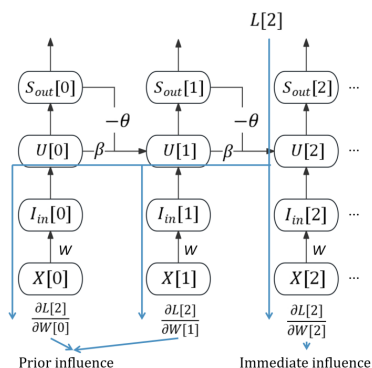 L[2]
S_out[0] S_out[1] S_out[2] ...
−θ −θ
U[0] β U[1] β U[2] ...
I_in[0] I_in[1] I_in[2] ...
W W W
X[0] X[1] X[2] ...
∂L[2]/∂W[0] ∂L[2]/∂W[1] ∂L[2]/∂W[2]
Prior influence Immediate influence